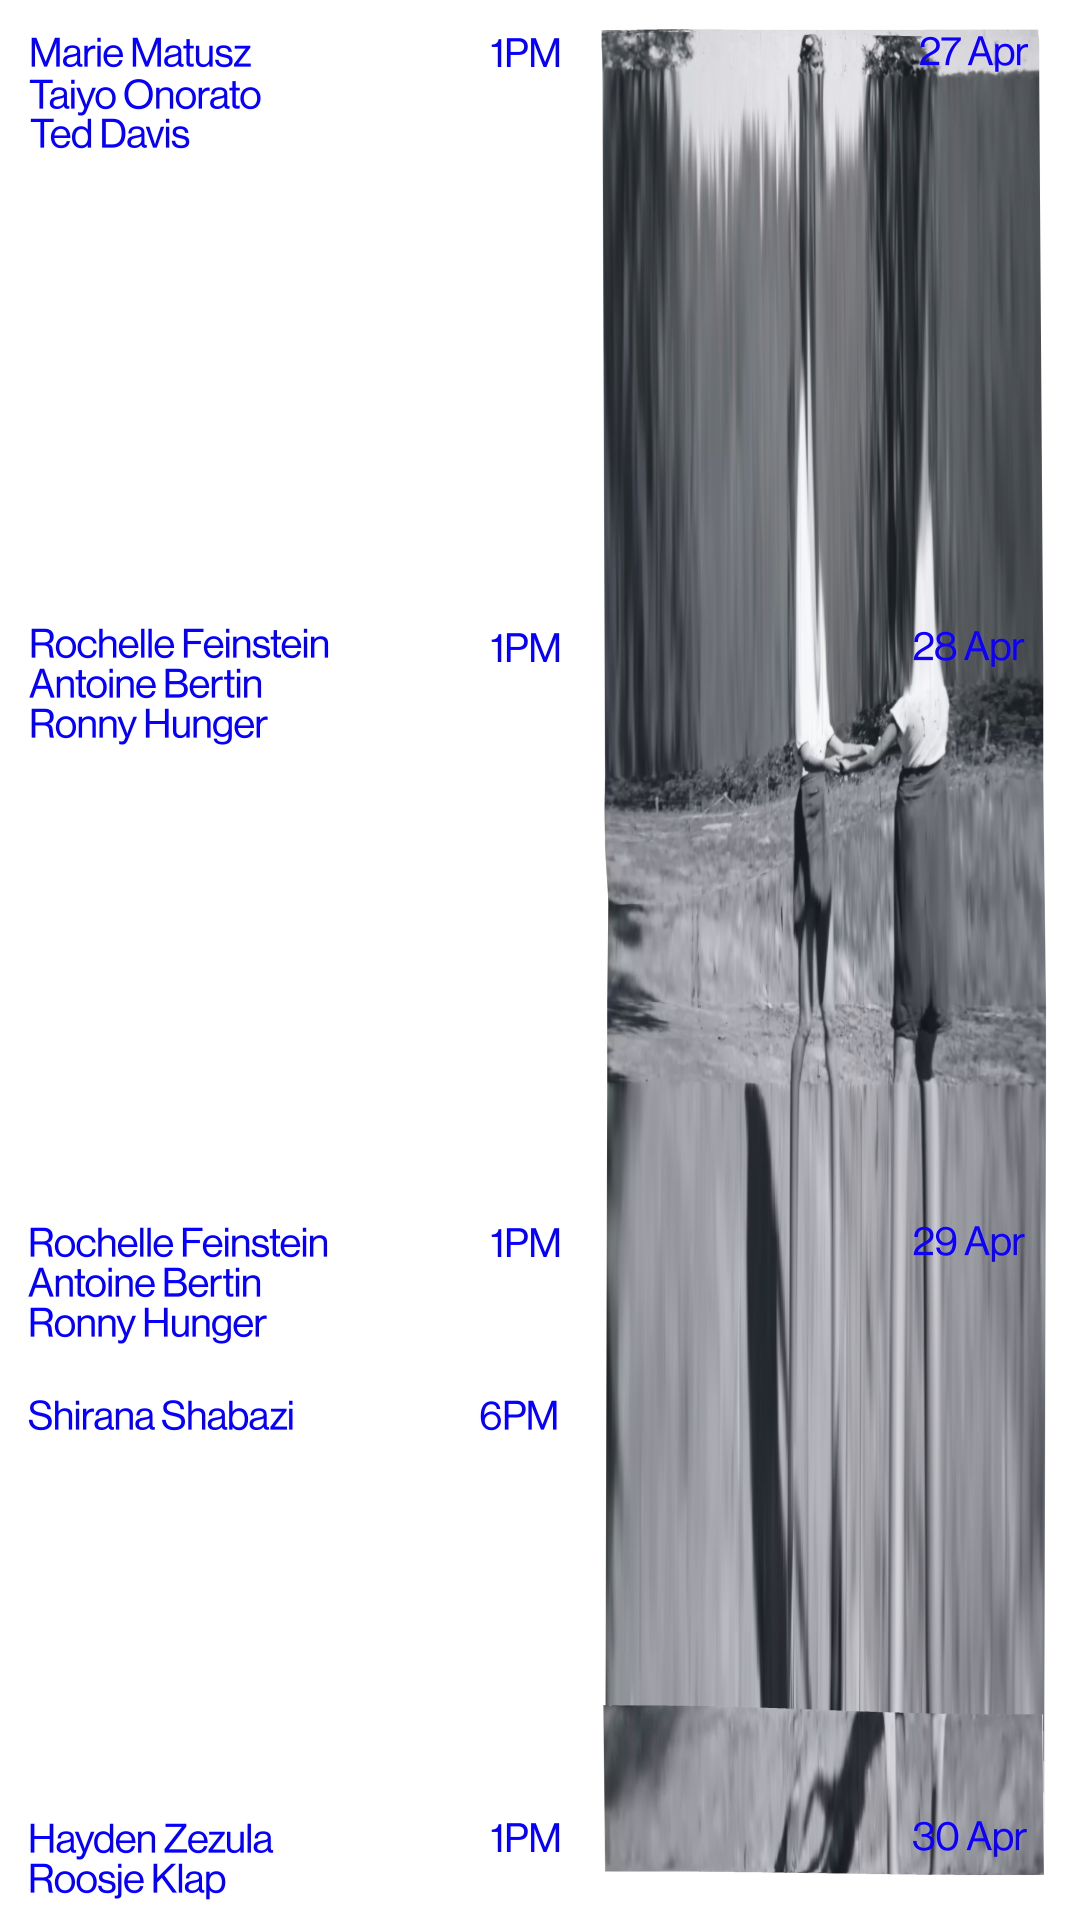 Marie Matusz 1PM 27 Apr
Taiyo Onorato
Ted Davis
Rochelle Feinstein 1PM 28 Apr
Antoine Bertin
Ronny Hunger
Rochelle Feinstein 1PM 29 Apr
Antoine Bertin
Ronny Hunger
Shirana Shabazi 6PM
Hayden Zezula 1PM 30 Apr
Roosje Klap